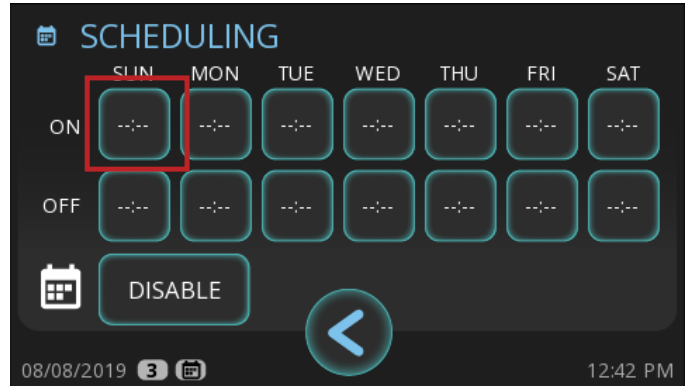 SCHEDULING
SUN MON TUE WED THU FRI SAT
ON --:-- --:-- --:-- --:-- --:-- --:-- --:--
OFF --:-- --:-- --:-- --:-- --:-- --:-- --:--
DISABLE
08/08/2019 3 12:42 PM